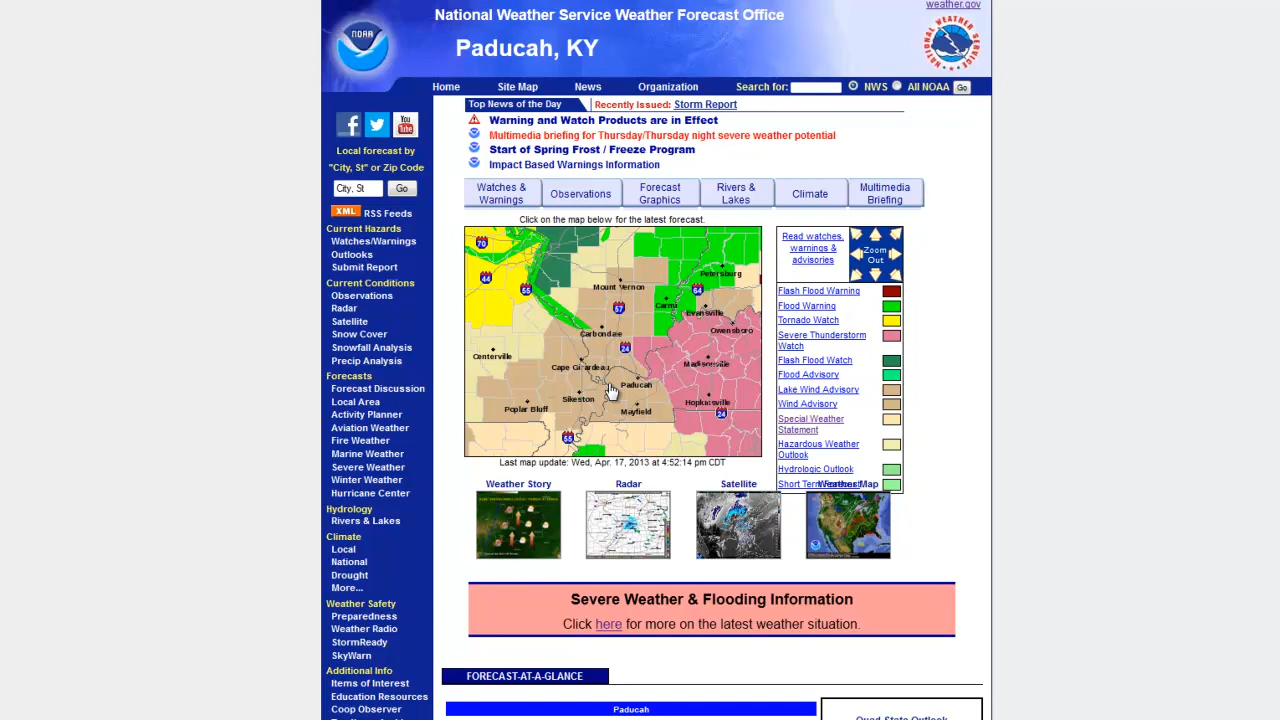 weather.gov
National Weather Service Weather Forecast Office
NOAA
Paducah, KY
Home Site Map News Organization Search for: NWS All NOAA Go
Top News of the Day Recently Issued: Storm Report
Warning and Watch Products are in Effect
Multimedia briefing for Thursday/Thursday night severe weather potential
Start of Spring Frost / Freeze Program
Impact Based Warnings Information
You Tube
Local forecast by
"City, St" or Zip Code
City, St Go
XML RSS Feeds
Current Hazards
Watches/Warnings
Outlooks
Submit Report
Current Conditions
Observations
Radar
Satellite
Snow Cover
Snowfall Analysis
Precip Analysis
Forecasts
Forecast Discussion
Local Area
Activity Planner
Aviation Weather
Fire Weather
Marine Weather
Severe Weather
Winter Weather
Hurricane Center
Hydrology
Rivers & Lakes
Climate
Local
National
Drought
More...
Weather Safety
Preparedness
Weather Radio
StormReady
SkyWarn
Additional Info
Items of Interest
Education Resources
Coop Observer
Watches & Warnings
Observations
Forecast Graphics
Rivers & Lakes
Climate
Multimedia Briefing
Click on the map below for the latest forecast.
70
44
55
Petersburg
Mount Vernon
64
57
Carmi
Evansville
Owensboro
Carbondale
24
Centerville
Cape Girardeau
Madisonville
Paducah
Sikeston
Hopkinsville
Poplar Bluff
Mayfield
24
55
Last map update: Wed, Apr. 17, 2013 at 4:52:14 pm CDT
Read watches,
warnings &
advisories
Zoom
Out
Flash Flood Warning
Flood Warning
Tornado Watch
Severe Thunderstorm
Watch
Flash Flood Watch
Flood Advisory
Lake Wind Advisory
Wind Advisory
Special Weather
Statement
Hazardous Weather
Outlook
Hydrologic Outlook
Short Term Forecast
Weather Story Radar Satellite Weather Map
Severe Weather & Flooding Information
Click here for more on the latest weather situation.
FORECAST-AT-A-GLANCE
Paducah
Quad State Outlook